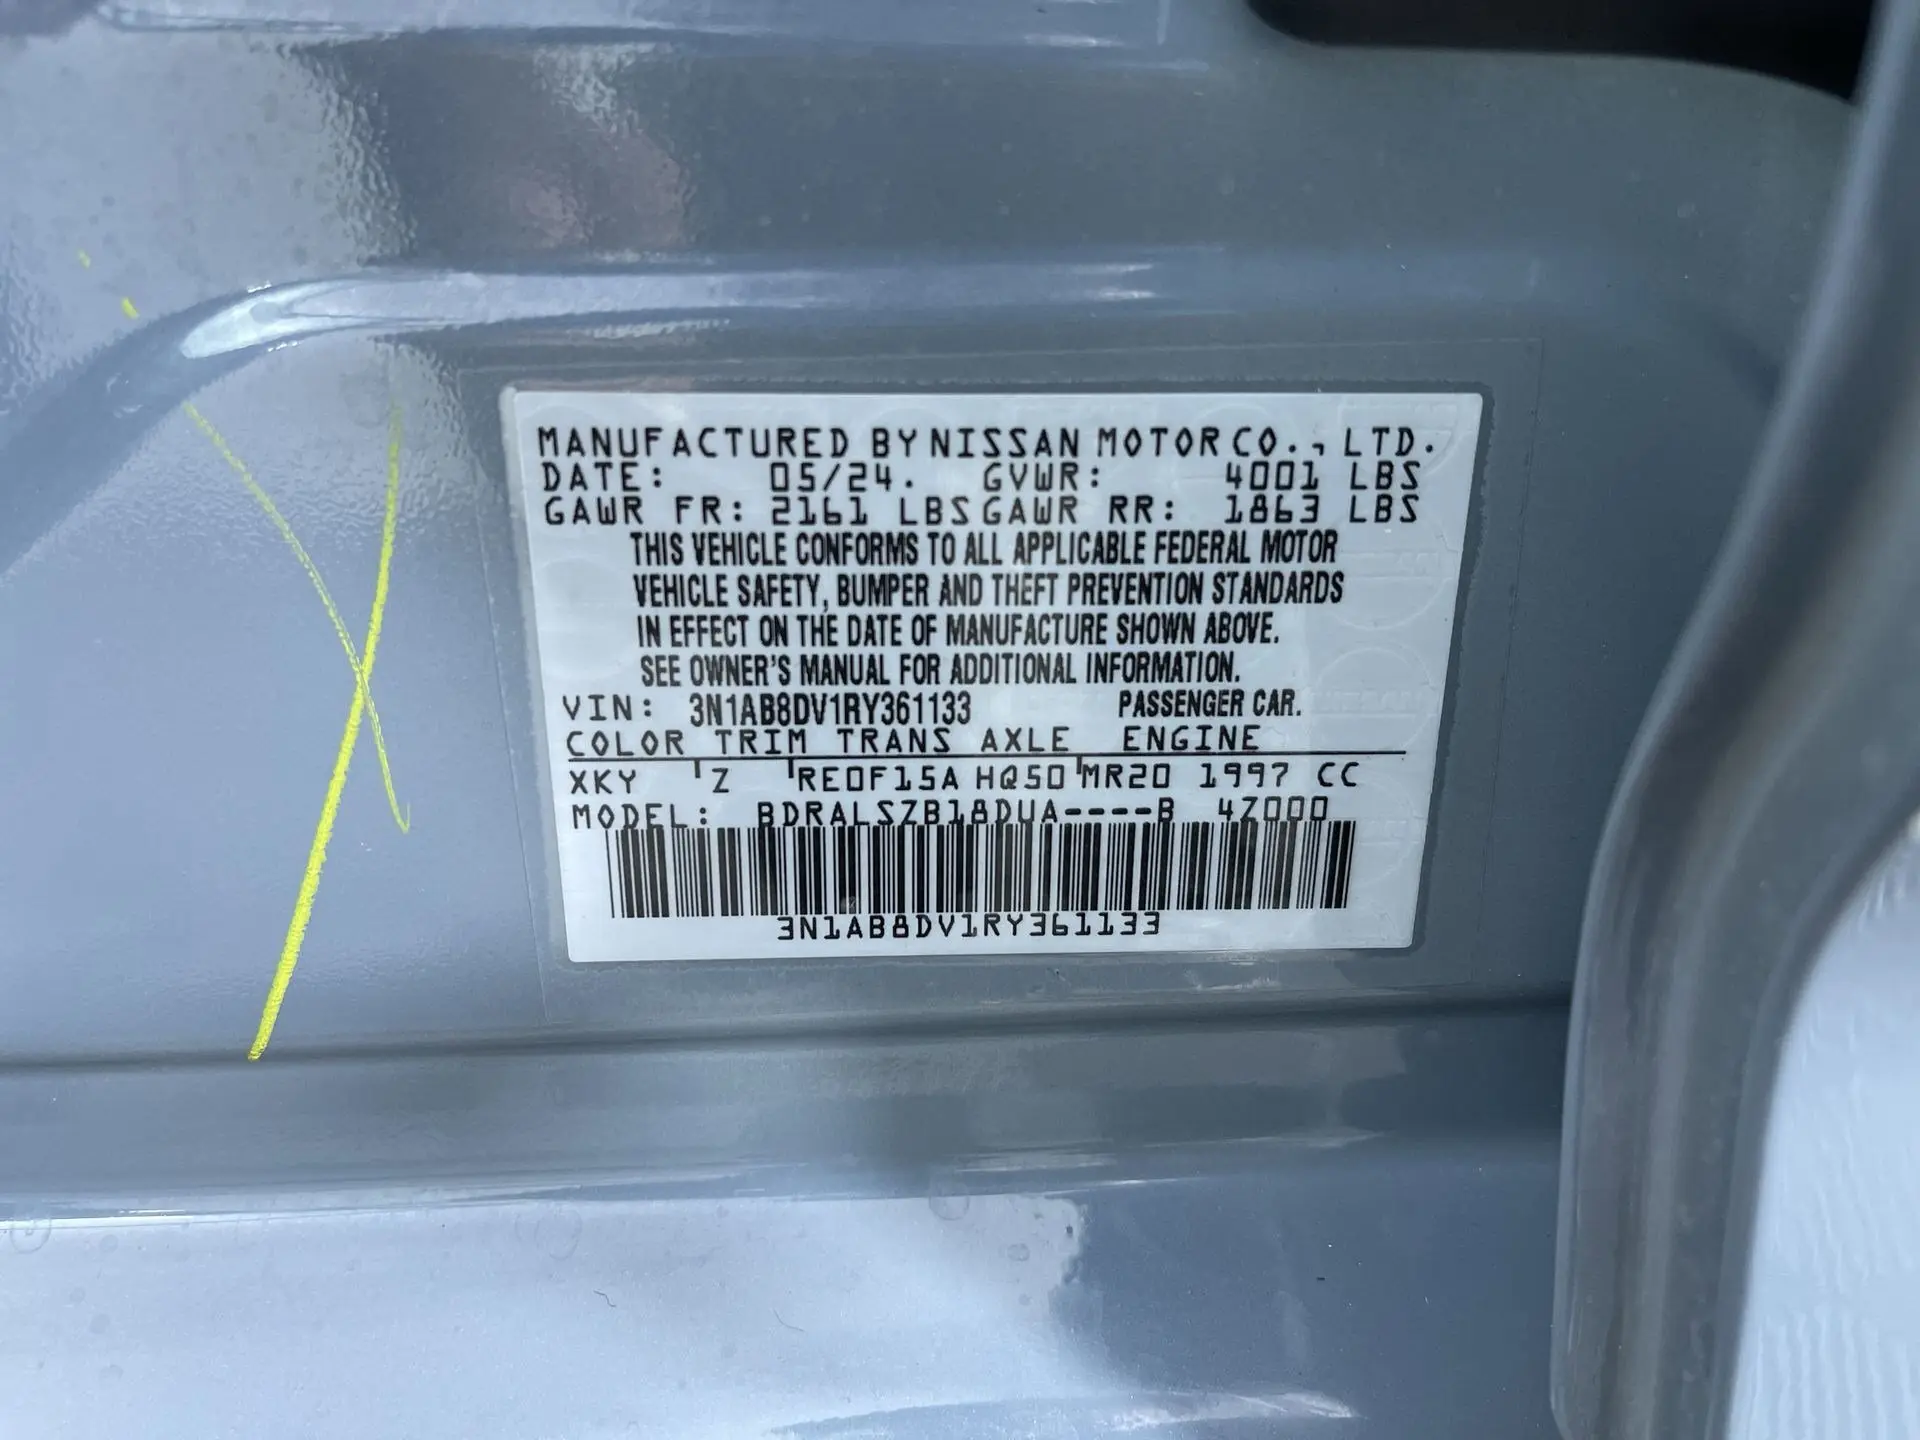 MANUFACTURED BY NISSAN MOTOR CO., LTD.
DATE: 05/24. GVWR: 4001 LBS
GAWR FR: 2161 LBS GAWR RR: 1863 LBS
THIS VEHICLE CONFORMS TO ALL APPLICABLE FEDERAL MOTOR
VEHICLE SAFETY, BUMPER AND THEFT PREVENTION STANDARDS
IN EFFECT ON THE DATE OF MANUFACTURE SHOWN ABOVE.
SEE OWNER'S MANUAL FOR ADDITIONAL INFORMATION.
VIN: 3N1AB8DV1RY361133 PASSENGER CAR.
COLOR TRIM TRANS AXLE ENGINE
XKY Z RE0F15A HQ50 MR20 1997 CC
MODEL: BDRALSZB18DUA----B 4Z000
3N1AB8DV1RY361133